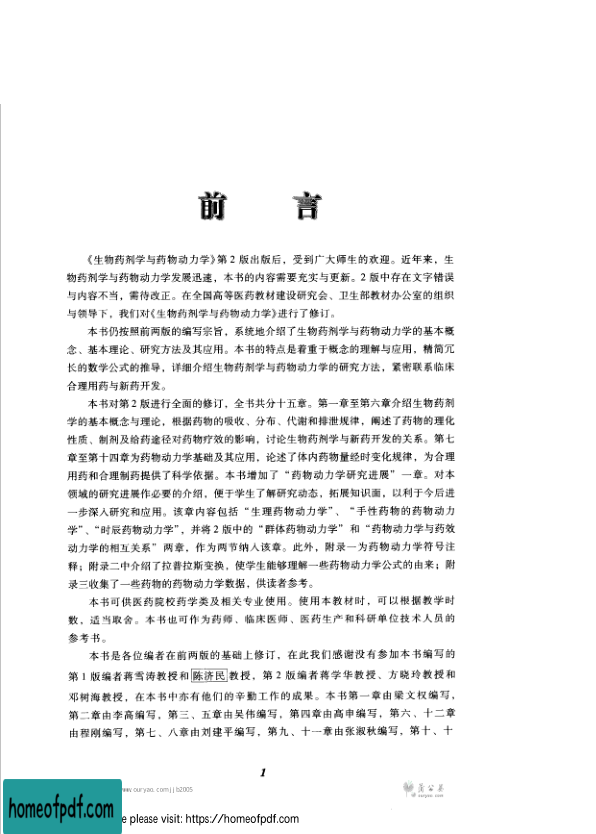 前 言
《生物药剂学与药物动力学》第 2 版出版后，受到广大师生的欢迎。近年来，生
物药剂学与药物动力学发展迅速，本书的内容需要充实与更新。2 版中存在文字错误
与内容不当，需待改正。在全国高等医药教材建设研究会、卫生部教材办公室的组织
与领导下，我们对《生物药剂学与药物动力学》进行了修订。
本书仍按照前两版的编写宗旨，系统地介绍了生物药剂学与药物动力学的基本概
念、基本理论、研究方法及其应用。本书的特点是着重于概念的理解与应用，精简冗
长的数学公式的推导，详细介绍生物药剂学与药物动力学的研究方法，紧密联系临床
合理用药与新药开发。
本书对第 2 版进行全面的修订，全书共分十五章。第一章至第六章介绍生物药剂
学的基本概念与理论，根据药物的吸收、分布、代谢和排泄规律，阐述了药物的理化
性质、制剂及给药途径对药物疗效的影响，讨论生物药剂学与新药开发的关系。第七
章至第十四章为药物动力学基础及其应用，论述了体内药物量经时变化规律，为合理
用药和合理制药提供了科学依据。本书增加了“药物动力学研究进展”一章。对本
领域的研究进展作必要的介绍，便于学生了解研究动态，拓展知识面，以利于今后进
一步深入研究和应用。该章内容包括“生理药物动力学”、“手性药物的药物动力
学”、“时辰药物动力学”，并将 2 版中的“群体药物动力学” 和“药物动力学与药效
动力学的相互关系” 两章，作为两节纳入该章。此外，附录一为药物动力学符号注
释；附录二中介绍了拉普拉斯变换，使学生能够理解一些药物动力学公式的由来；附
录三收集了一些药物的药物动力学数据，供读者参考。
本书可供医药院校药学类及相关专业使用。使用本教材时，可以根据教学时
数，适当取舍。本书也可作为药师、临床医师、医药生产和科研单位技术人员的
参考书。
本书是各位编者在前两版的基础上修订，在此我们感谢没有参加本书编写的
第 1 版编者蒋雪涛教授和陈济民教授，第 2 版编者蒋学华教授、方晓玲教授和
邓树海教授，在本书中亦有他们的辛勤工作的成果。本书第一章由梁文权编写，
第二章由李高编写，第三、五章由吴伟编写，第四章由高申编写，第六、十二章
由程刚编写，第七、八章由刘建平编写，第九、十一章由张淑秋编写，第十、十
1
www.ouryao.com jjb2005
蒲公英
ouryao.com
homeofpdf.com
e please visit: https://homeofpdf.com